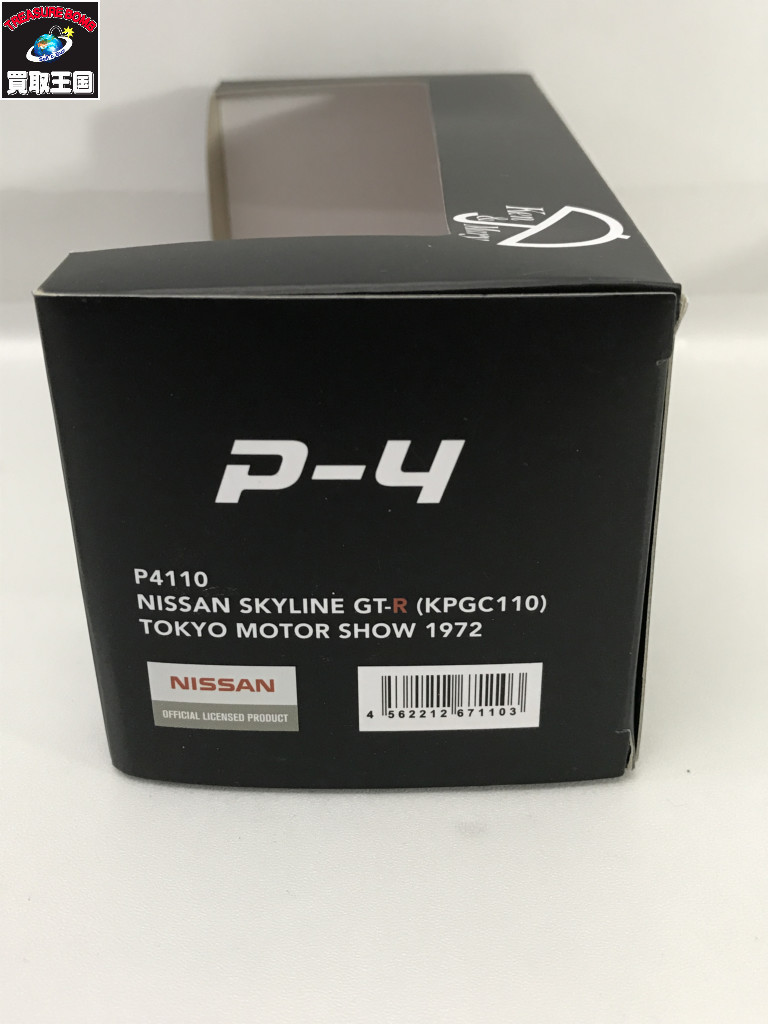 TREASURE BOMB
買取王国
Ken & Mary
P-4
P4110
NISSAN SKYLINE GT-R (KPGC110)
TOKYO MOTOR SHOW 1972
NISSAN
OFFICIAL LICENSED PRODUCT
4 562212 671103